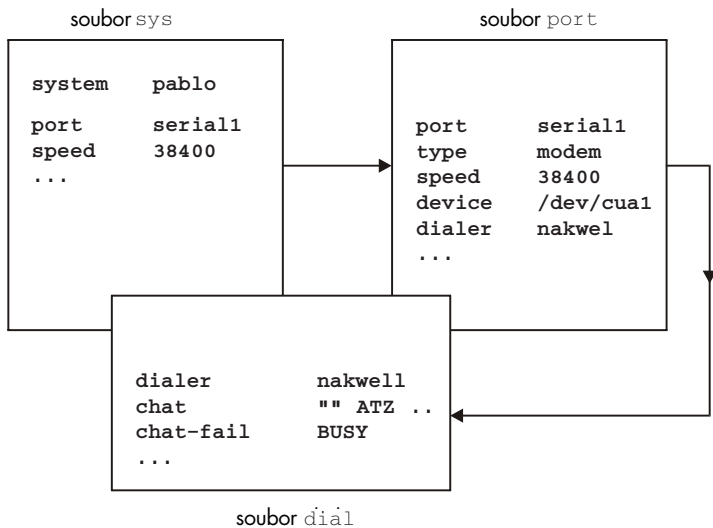 soubor sys
system pablo
port serial1
speed 38400
...
soubor port
port serial1
type modem
speed 38400
device /dev/cua1
dialer nakwel
...
dialer nakwell
chat "" ATZ ..
chat-fail BUSY
...
soubor dial